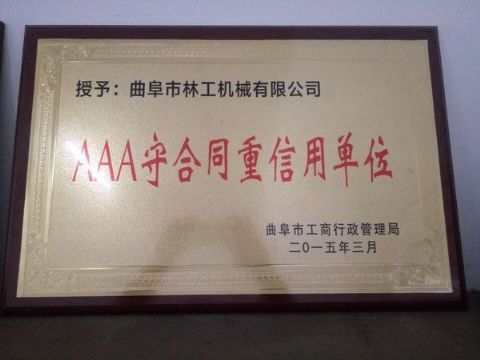 授予：曲阜市林工机械有限公司
AAA守合同重信用单位
曲阜市工商行政管理局
二〇一五年三月